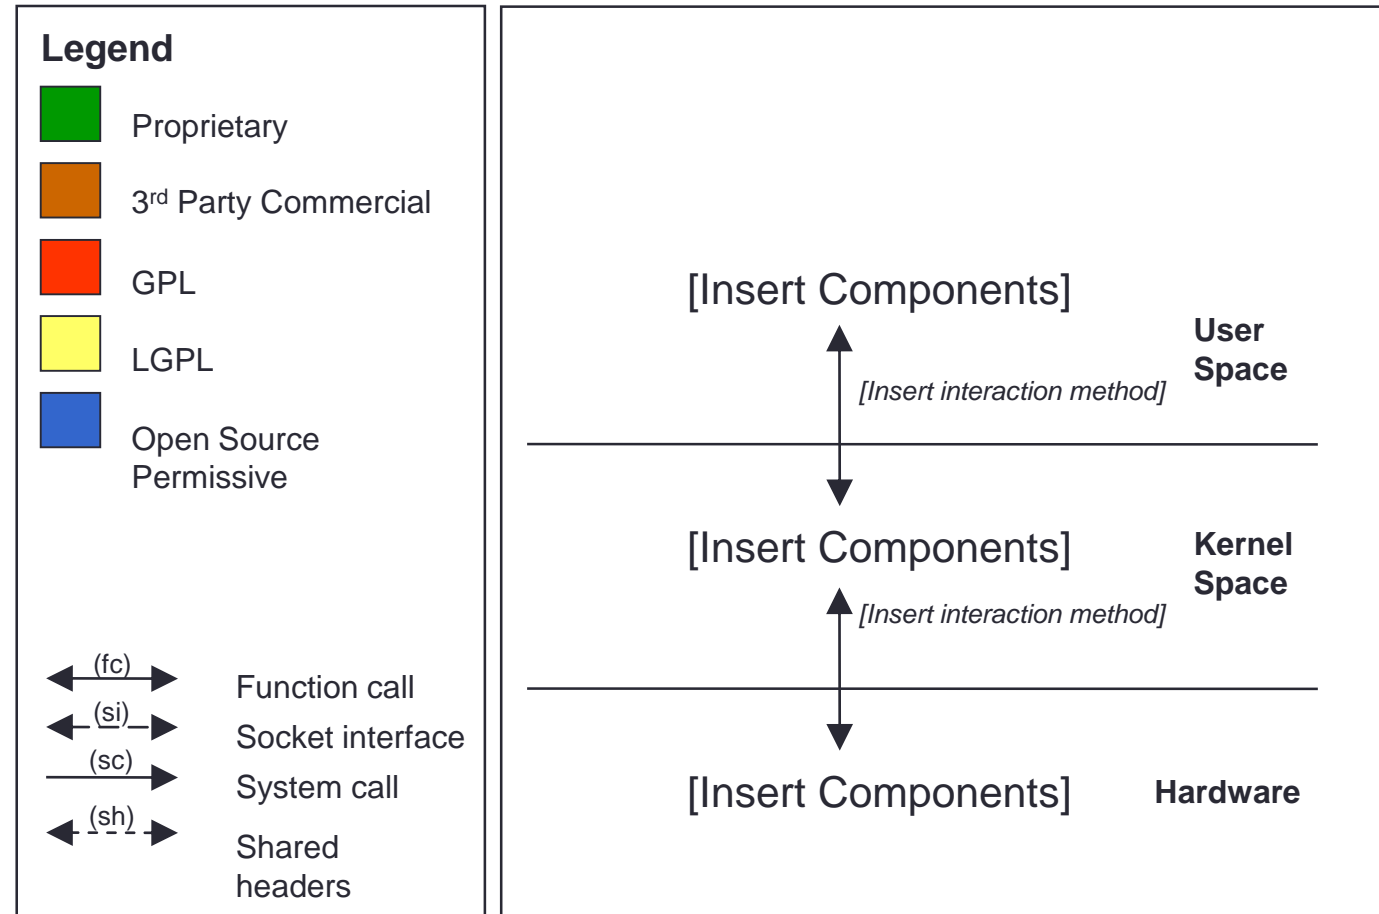 Legend
Proprietary
3rd Party Commercial
GPL
LGPL
Open Source
Permissive
(fc)
Function call
(si)
Socket interface
(sc)
System call
(sh)
Shared
headers
[Insert Components]
User
Space
[Insert interaction method]
[Insert Components]
Kernel
Space
[Insert interaction method]
[Insert Components]
Hardware